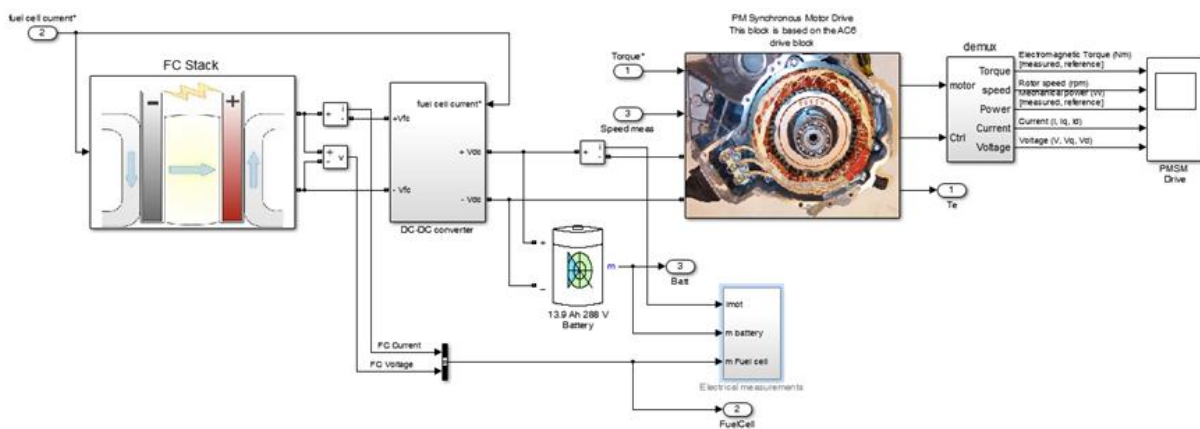 fuel cell current*
2
FC Stack
-
+
+
i
-
+
v
-
fuel cell current*
+Vfc
+ Vdc
- Vfc
- Vdc
DC-DC converter
+
i
-
PM Synchronous Motor Drive
This block is based on the AC6
drive block
Torque*
1
3
Speed meas
demux
motor
Ctrl
Torque
speed
Power
Current
Voltage
Electromagnetic Torque (Nm)
[measured, reference]
Rotor speed (rpm)
Mechanical power (W)
[measured, reference]
Current (I, Iq, Id)
Voltage (V, Vq, Vd)
PMSM
Drive
1
Te
+
-
m
13.9 Ah 288 V
Battery
3
Batt
Imot
m battery
m Fuel cell
Electrical measurements
FC Current
FC Voltage
2
FuelCell